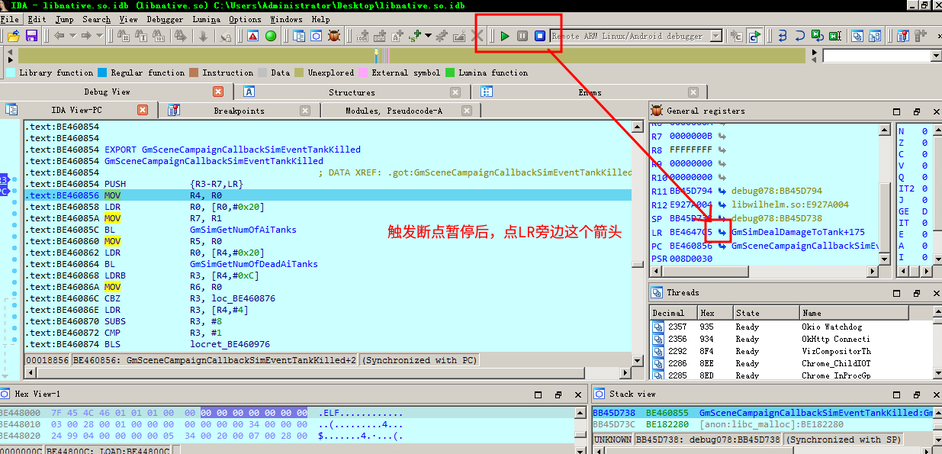 IDA - libnative.so.idb (libnative.so) C:\Users\Administrator\Desktop\libnative.so.idb
File Edit Jump Search View Debugger Lumina Options Windows Help
Remote ARM Linux/Android debugger
Library function Regular function Instruction Data Unexplored External symbol Lumina function
Debug View Structures Enums
IDA View-PC Breakpoints Modules, Pseudocode-A
.text:BE460854
.text:BE460854
.text:BE460854 EXPORT GmSceneCampaignCallbackSimEventTankKilled
.text:BE460854 GmSceneCampaignCallbackSimEventTankKilled
.text:BE460854 ; DATA XREF: .got:GmSceneCampaignCallbackSimEventTankKilled
.text:BE460854 PUSH {R3-R7,LR}
.text:BE460856 MOV R4, R0
.text:BE460858 LDR R0, [R0,#0x20]
.text:BE46085A MOV R7, R1
.text:BE46085C BL GmSimGetNumOfAiTanks
.text:BE460860 MOV R5, R0
.text:BE460862 LDR R0, [R4,#0x20]
.text:BE460864 BL GmSimGetNumOfDeadAiTanks
.text:BE460868 LDRB R3, [R4,#0xC]
.text:BE46086A MOV R6, R0
.text:BE46086C CBZ R3, loc_BE460876
.text:BE46086E LDR R3, [R4,#4]
.text:BE460870 SUBS R3, #8
.text:BE460872 CMP R3, #1
.text:BE460874 BLS locret_BE460976
00018856 BE460856: GmSceneCampaignCallbackSimEventTankKilled+2 (Synchronized with PC)
触发断点暂停后，点LR旁边这个箭头
General registers
R7 0000000B
R8 FFFFFFFF
R9 00000000
R10 00000000
R11 BB45D794 debug078:BB45D794
R12 E927A004 libwilhelm.so:E927A004
SP BB45D738 debug078:BB45D738
LR GmSimDealDamageToTank+175
PC BE460856 GmSceneCampaignCallbackSimEv
PSR 008D0030
N 0
Z 0
C 0
V 0
Q 0
IT2 0
J 0
GE D
IT 0
E 0
A 0
I 0
Threads
Decimal Hex State Name
2357 935 Ready Okio Watchdog
2356 934 Ready OkHttp Connecti
2292 8F4 Ready VizCompositorTh
2286 8EE Ready Chrome_ChildIOT
2285 8ED Ready Chrome_InProcGp
Hex View-1
BE448000 7F 45 4C 46 01 01 01 00 00 00 00 00 00 00 00 00 .ELF............
BE448010 03 00 28 00 01 00 00 00 00 00 00 00 34 00 00 00 ..(.........4...
BE448020 24 99 04 00 00 00 00 05 34 00 20 00 07 00 28 00 $.......4.·...(.
0000000C BE44800C: LOAD:BE44800C
Stack view
BB45D738 BE460855 GmSceneCampaignCallbackSimEventTankKilled:Gm
BB45D73C BE182280 [anon:libc_malloc]:BE182280
UNKNOWN BB45D738: debug078:BB45D738 (Synchronized with SP)